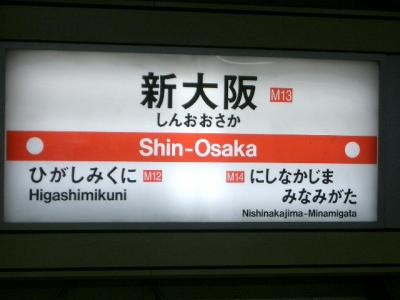 新大阪 M13
しんおおさか
Shin-Osaka
ひがしみくに M12
Higashimikuni
M14 にしなかじま
みなみがた
Nishinakajima-Minamigata